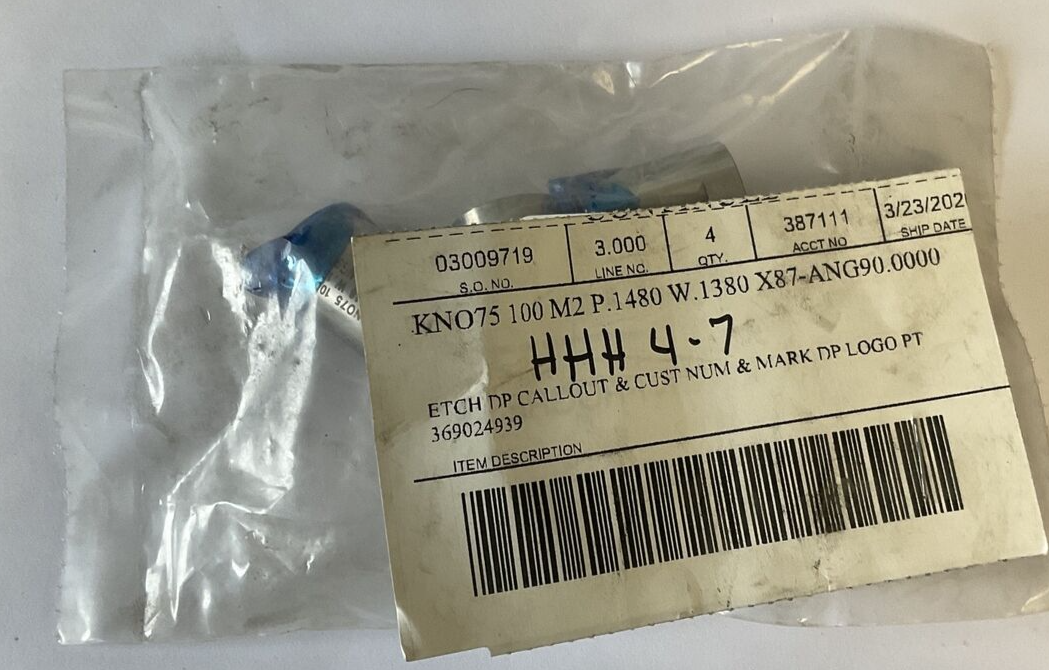 03009719 3.000 4 387111 3/23/202
S.O. NO. LINE NO. QTY. ACCT NO SHIP DATE
KNO75 100 M2 P.1480 W.1380 X87-ANG90.0000
HHH 4-7
ETCH DP CALLOUT & CUST NUM & MARK DP LOGO PT
369024939
ITEM DESCRIPTION